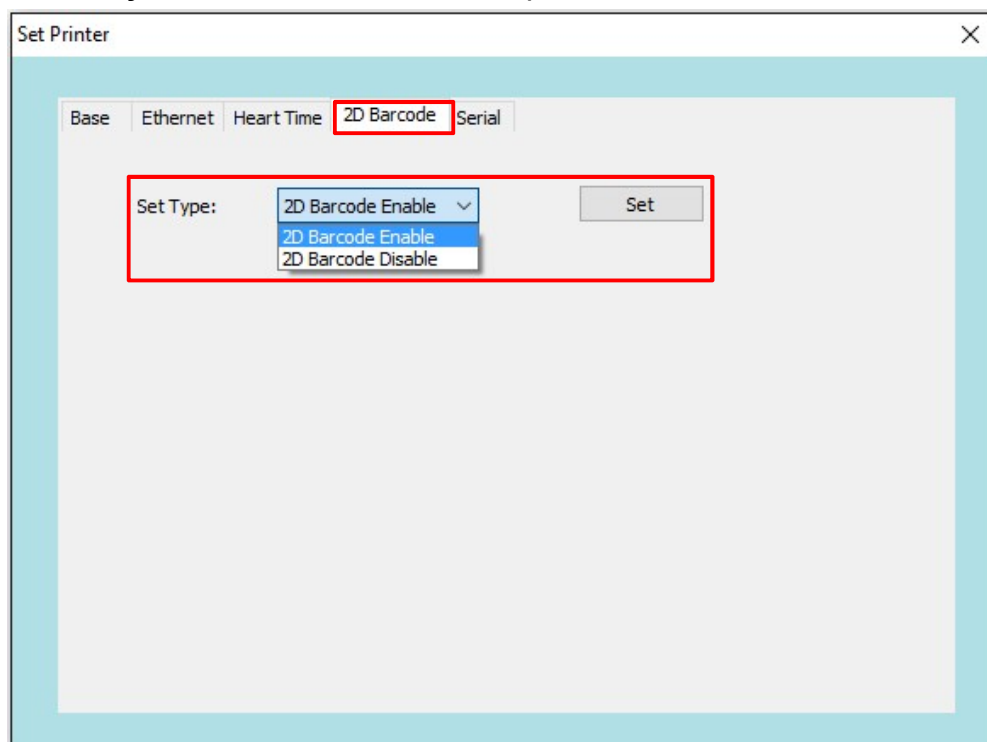 Set Printer
Base Ethernet Heart Time 2D Barcode Serial
Set Type: 2D Barcode Enable Set
2D Barcode Enable
2D Barcode Disable